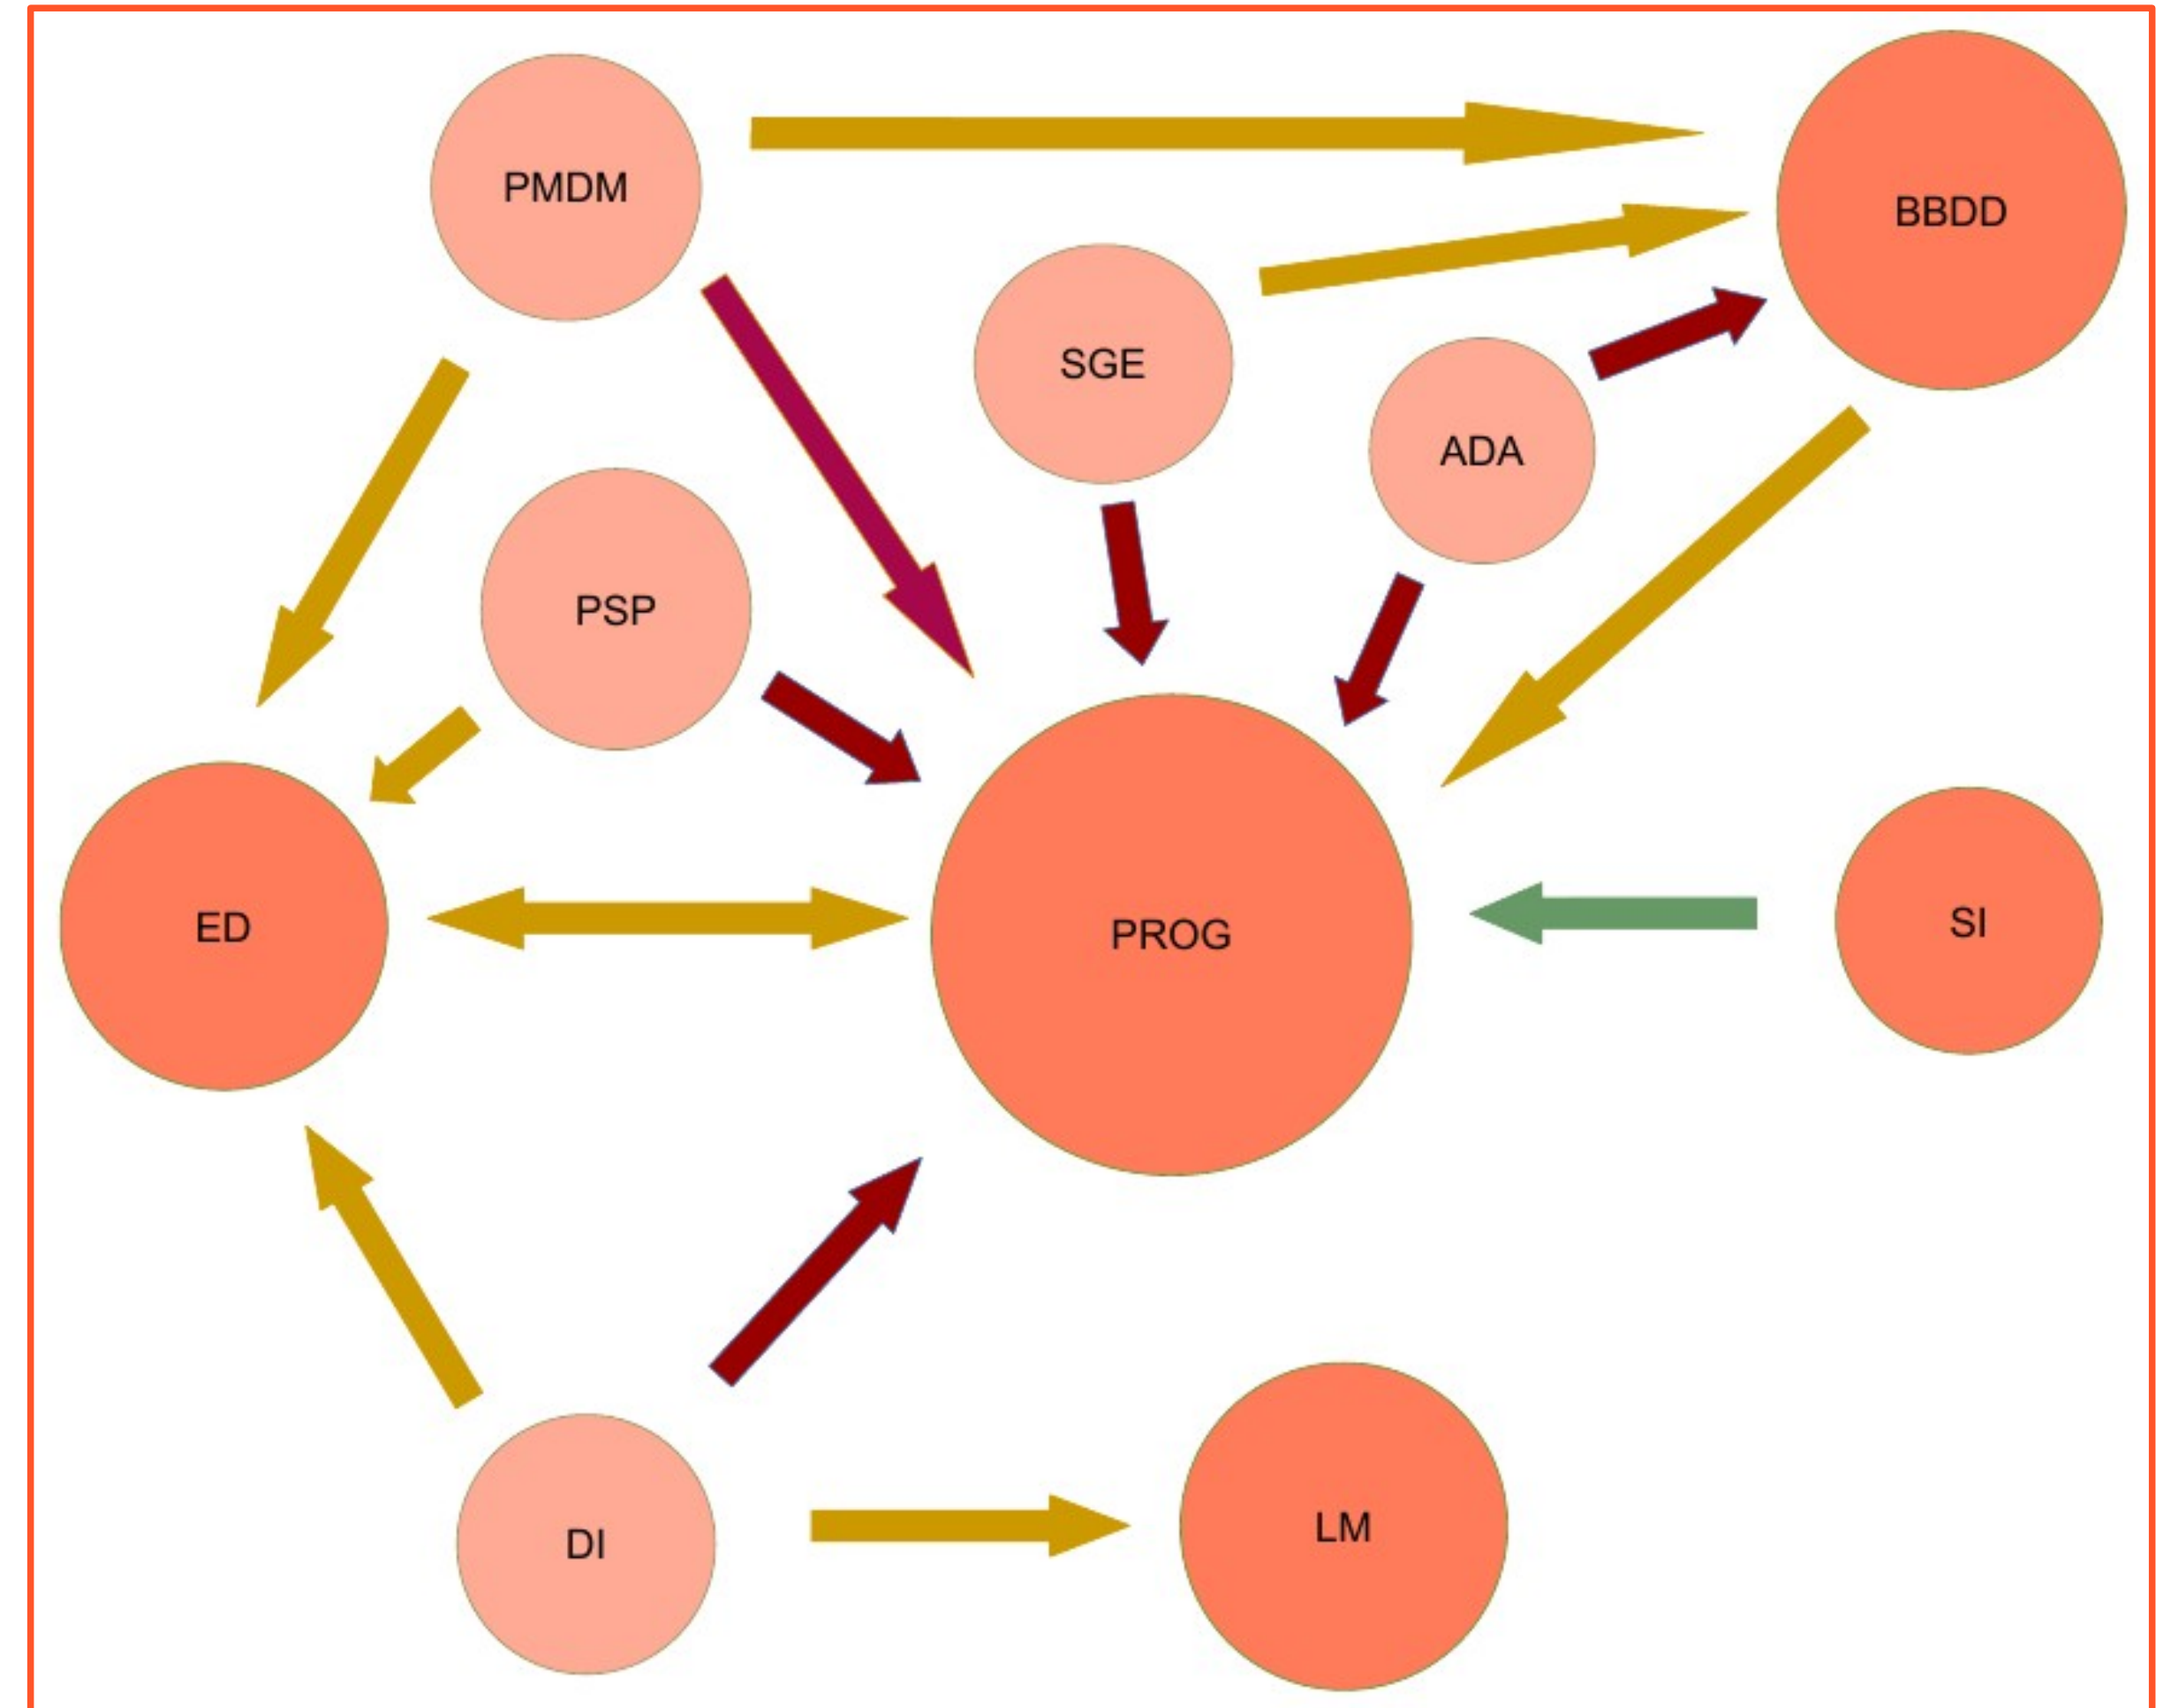 PMDM
BBDD
SGE
ADA
PSP
ED
PROG
SI
DI
LM